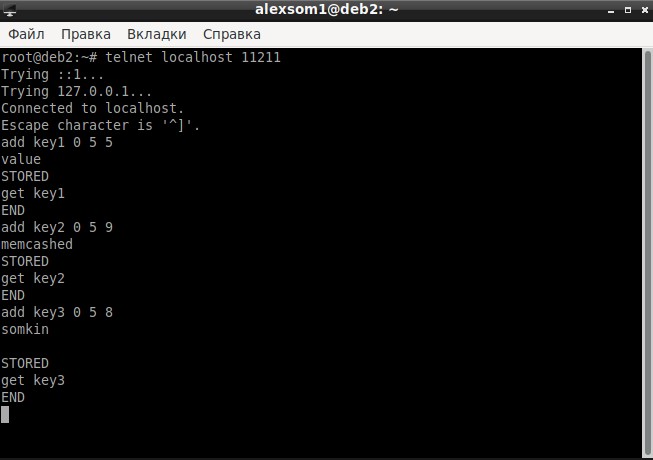 alexsom1@deb2: ~
Файл Правка Вкладки Справка
root@deb2:~# telnet localhost 11211
Trying ::1...
Trying 127.0.0.1...
Connected to localhost.
Escape character is '^]'.
add key1 0 5 5
value
STORED
get key1
END
add key2 0 5 9
memcashed
STORED
get key2
END
add key3 0 5 8
somkin

STORED
get key3
END